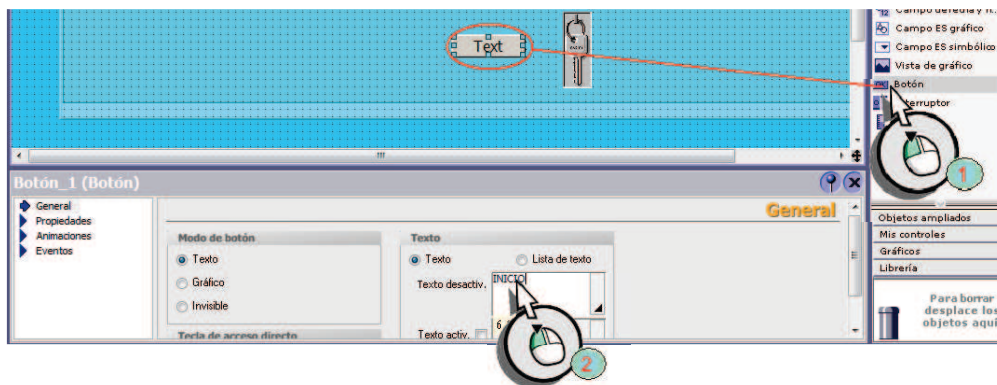 Campo ES gráfico
Campo ES simbólico
Vista de gráfico
Botón
Text
1
Botón_1 (Botón)
General
Propiedades
Animaciones
Eventos
General
Modo de botón
Texto
Gráfico
Invisible
Tecla de acceso directo
Texto
Texto
Lista de texto
Texto desactiv.
INICIO
Texto activ.
6
2
Objetos ampliados
Mis controles
Gráficos
Librería
Para borrar
desplace los
objetos aquí